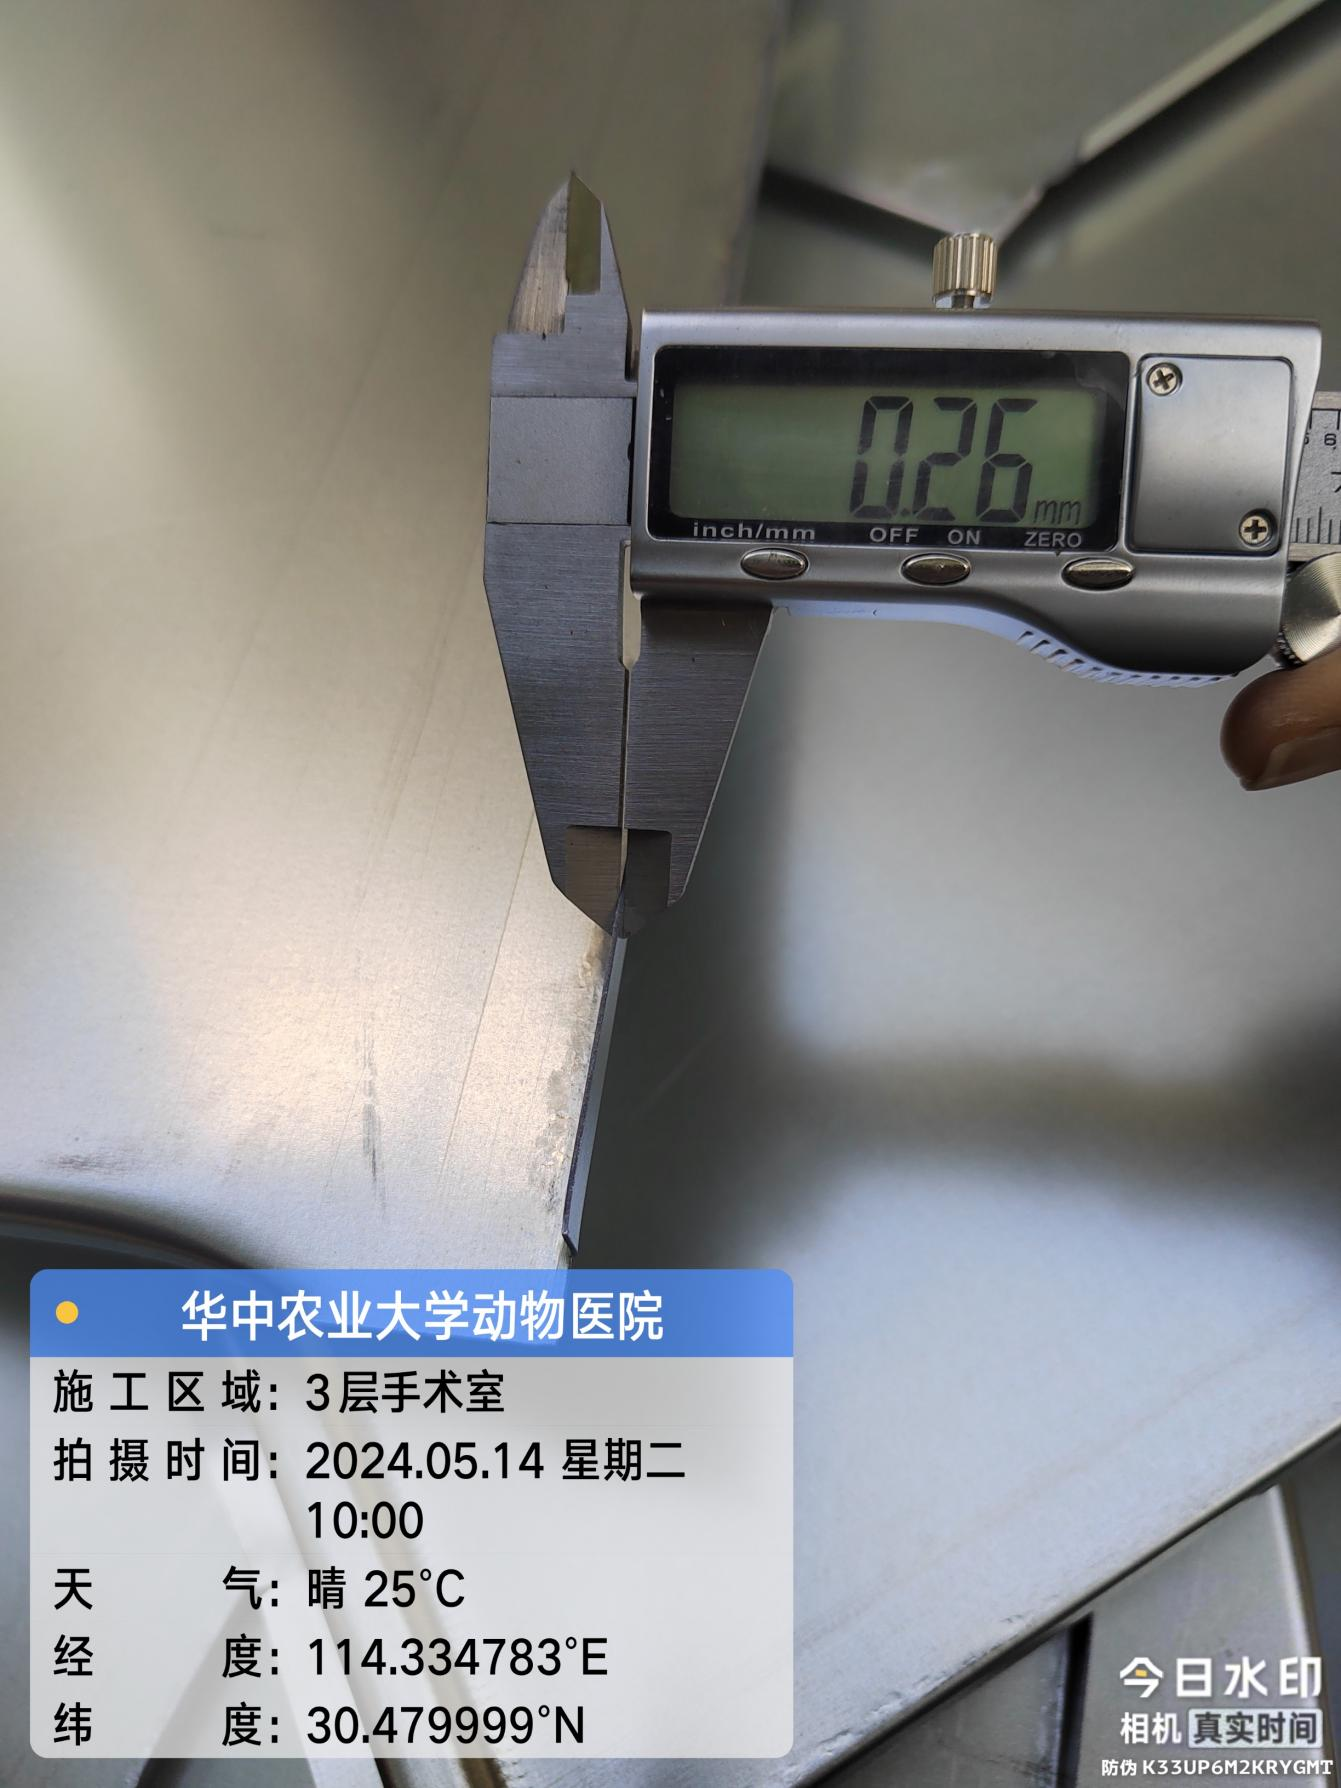 0.26 mm
inch/mm OFF ON ZERO
华中农业大学动物医院
施工区域: 3层手术室
拍摄时间: 2024.05.14 星期二
10:00
天气: 晴 25°C
经度: 114.334783°E
纬度: 30.479999°N
今日水印
相机 真实时间
防伪 K33UP6M2KRYGMT